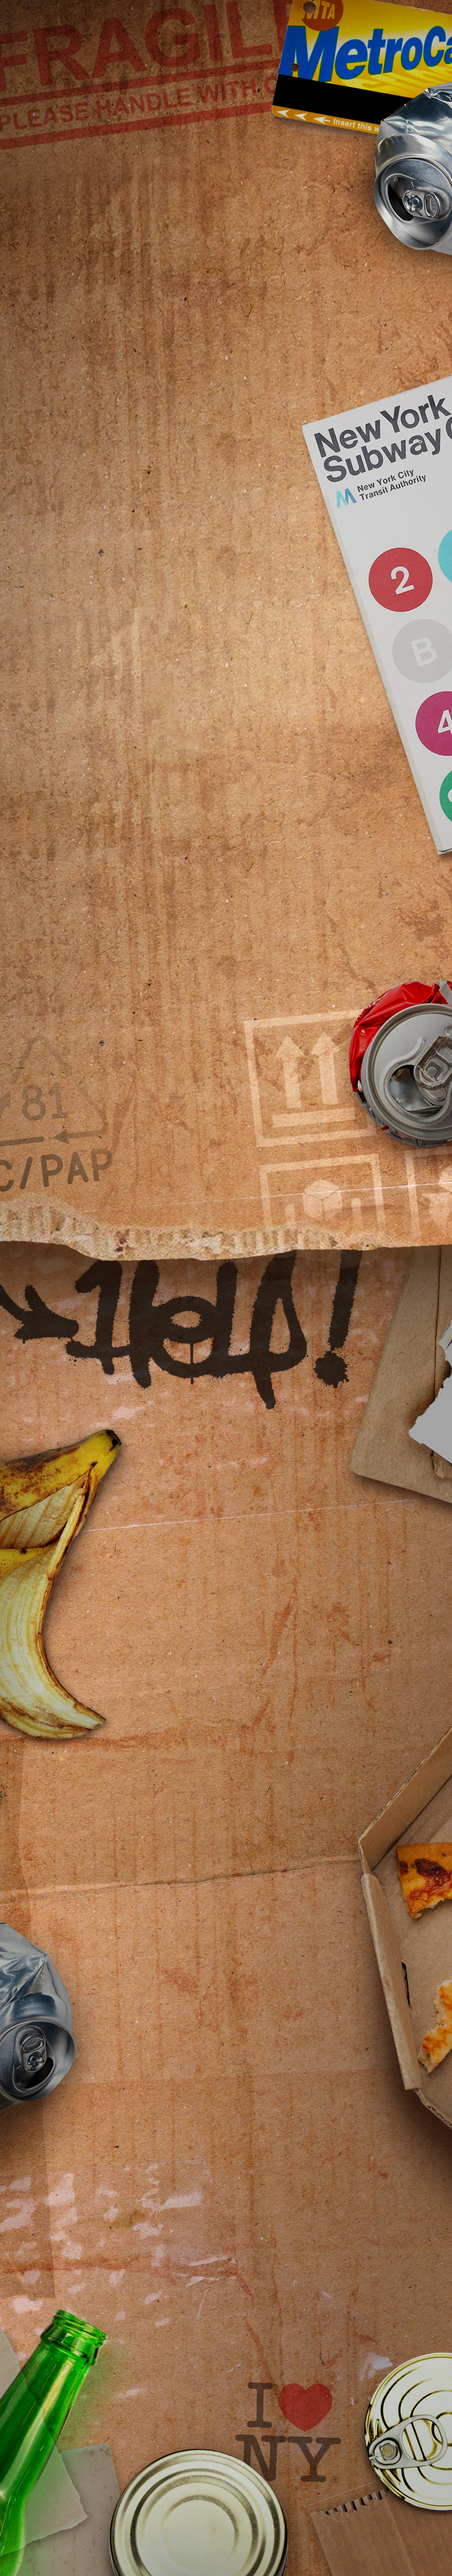 FRAGIL
PLEASE HANDLE WITH
MTA
MetroCa
Insert this w
New York
Subway
New York City
Transit Authority
2
B
4
81
C/PAP
Help!
I ❤
NY